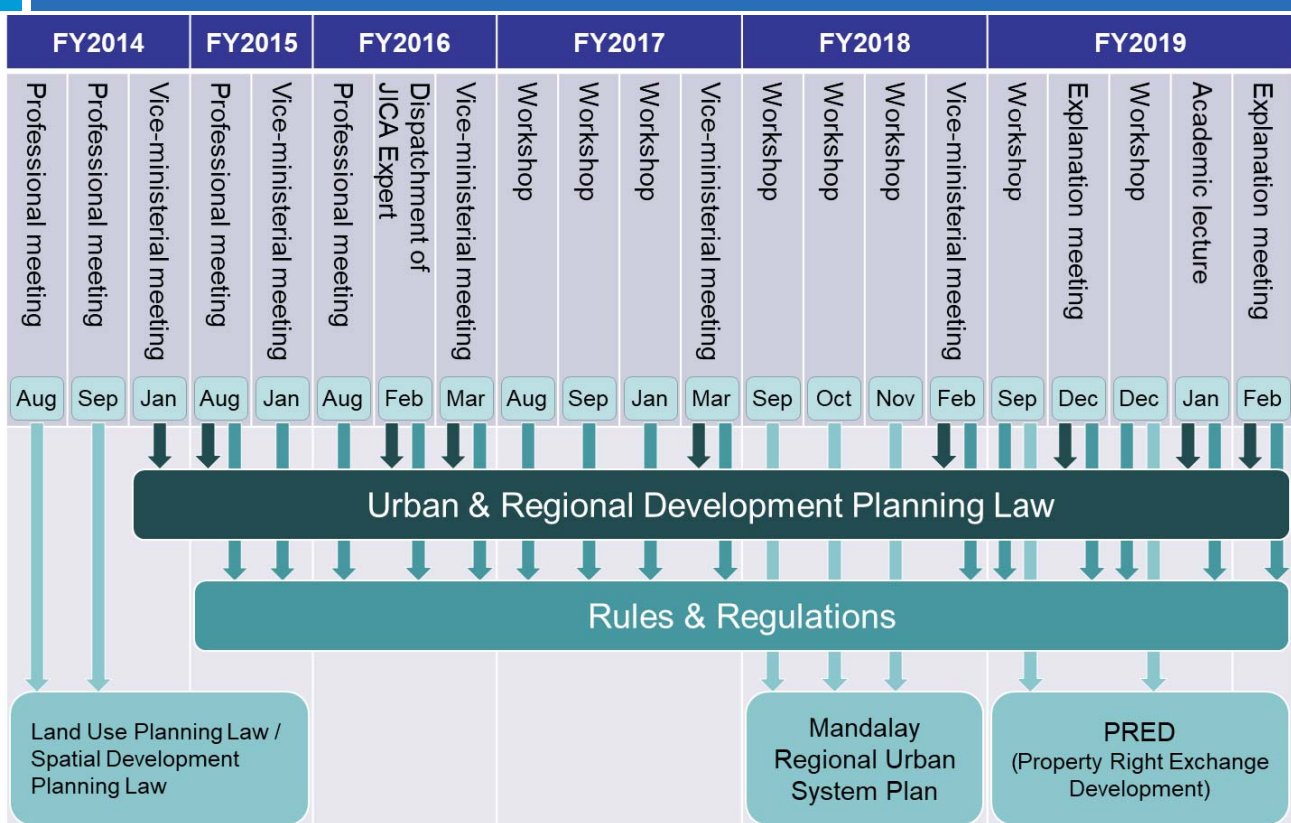 FY2014
FY2015
FY2016
FY2017
FY2018
FY2019
Professional meeting
Professional meeting
Vice-ministerial meeting
Professional meeting
Vice-ministerial meeting
Professional meeting
Dispatchment of
JICA Expert
Vice-ministerial meeting
Workshop
Workshop
Workshop
Vice-ministerial meeting
Workshop
Workshop
Workshop
Vice-ministerial meeting
Workshop
Explanation meeting
Workshop
Academic lecture
Explanation meeting
Aug
Sep
Jan
Aug
Jan
Aug
Feb
Mar
Aug
Sep
Jan
Mar
Sep
Oct
Nov
Feb
Sep
Dec
Dec
Jan
Feb
Urban & Regional Development Planning Law
Rules & Regulations
Land Use Planning Law /
Spatial Development
Planning Law
Mandalay
Regional Urban
System Plan
PRED
(Property Right Exchange
Development)